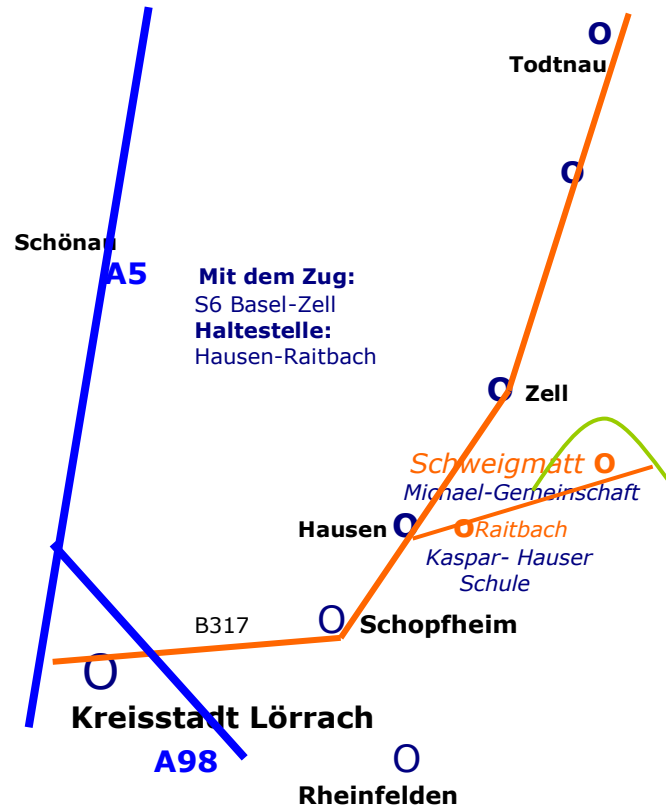 Todtnau
Schönau
A5
Mit dem Zug:
S6 Basel-Zell
Haltestelle:
Hausen-Raitbach
Zell
Schweigmatt
Michael-Gemeinschaft
Hausen
Raitbach
Kaspar- Hauser
Schule
B317
Schopfheim
Kreisstadt Lörrach
A98
Rheinfelden